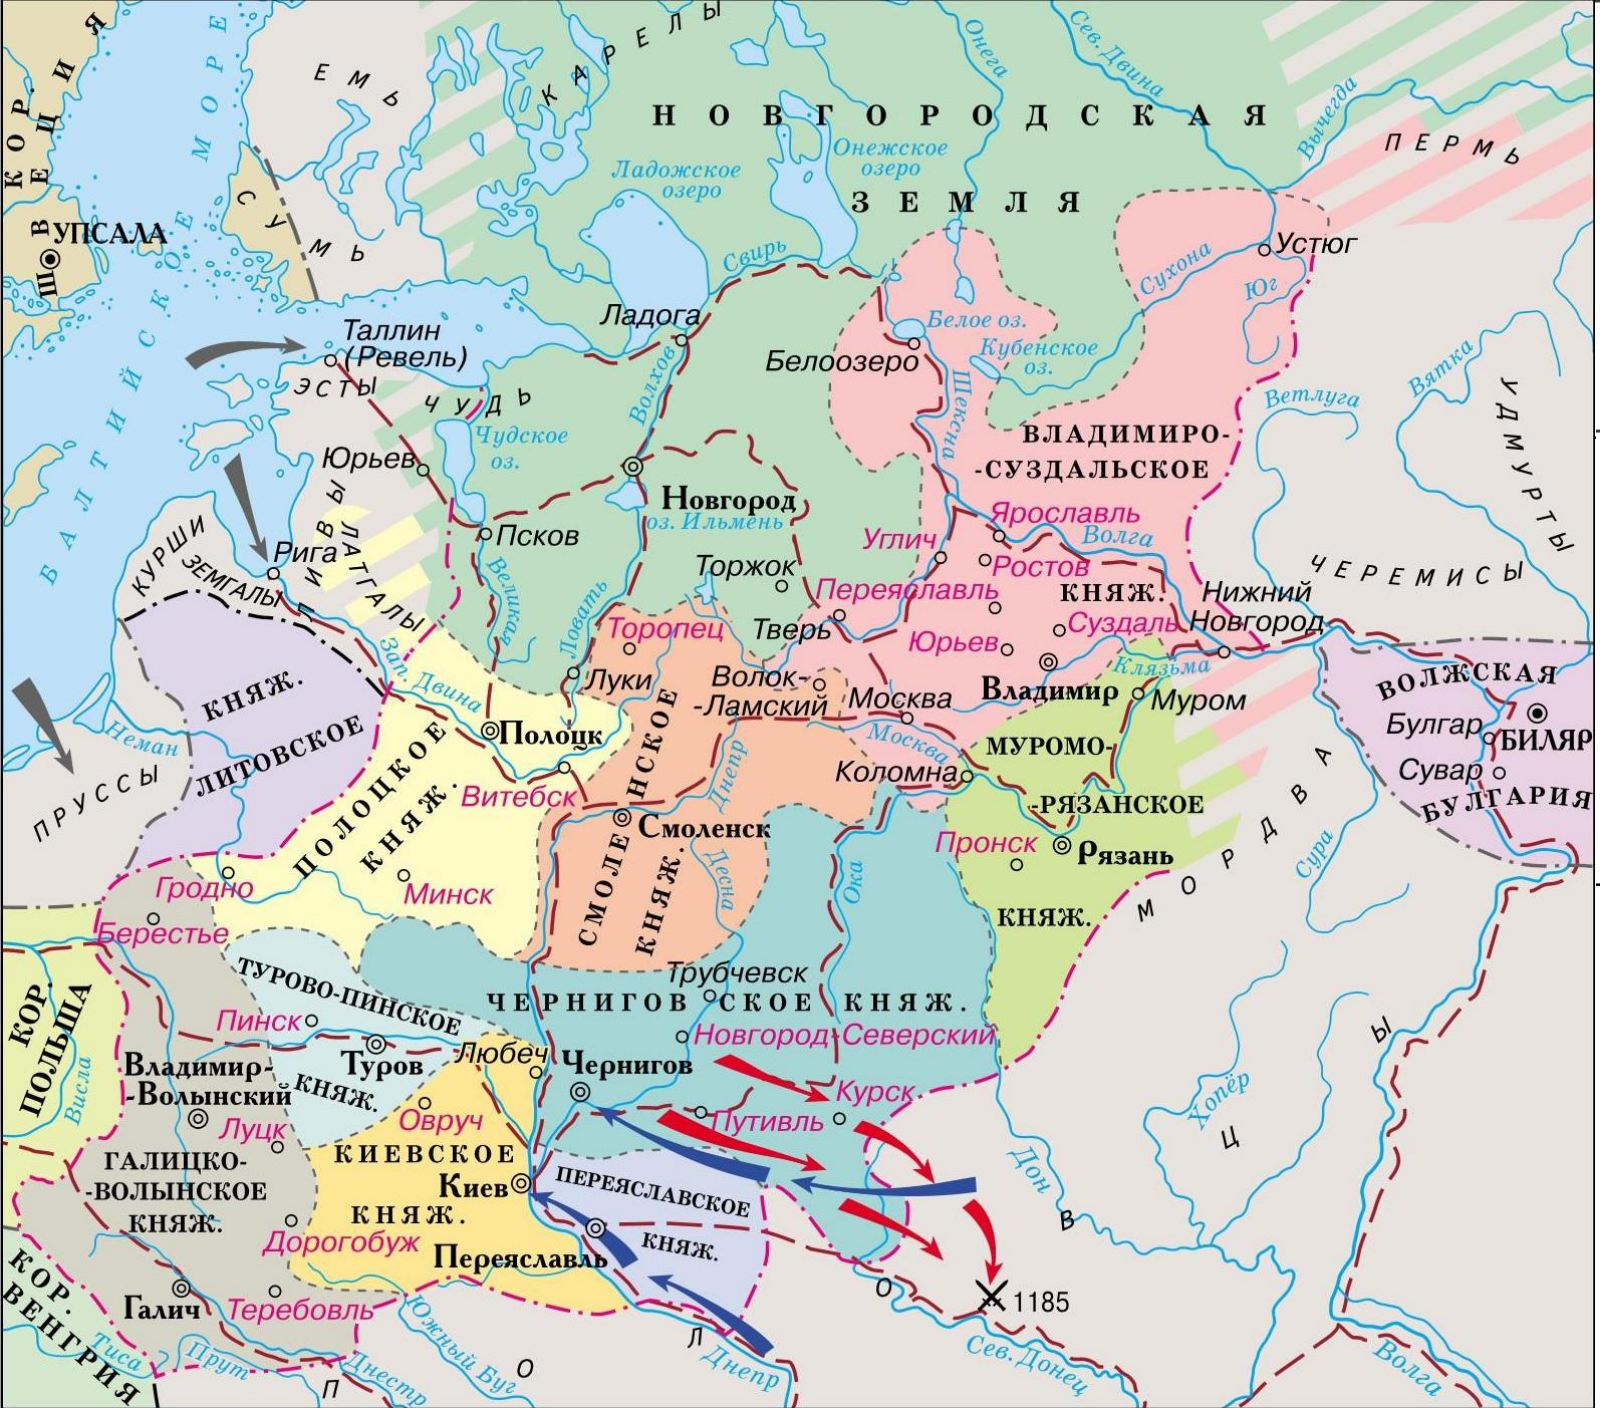 КОР. ШВЕЦИЯ
УПСАЛА
БАЛТИЙСКОЕ МОРЕ
ЕМЬ
СУМЬ
КАРЕЛЫ
НОВГОРОДСКАЯ
ЗЕМЛЯ
Онега
Сев. Двина
Вычегда
ПЕРМЬ
Ладожское
озеро
Онежское
озеро
Свирь
Сухона
Устюг
Юг
Таллин
(Ревель)
ЭСТЫ
ЧУДЬ
Ладога
Волхов
Белоозеро
Белое оз.
Кубенское
оз.
Шексна
Ветлуга
Вятка
УДМУРТЫ
Чудское
оз.
Юрьев
Новгород
оз. Ильмень
Псков
ВЛАДИМИРО-
-СУЗДАЛЬСКОЕ
КНЯЖ.
Ярославль
Волга
Углич
Ростов
Переяславль
Юрьев
Суздаль
Нижний
Новгород
ЧЕРЕМИСЫ
КУРШИ
ЗЕМГАЛЫ
Рига
ЛИВЫ
ЛАТГАЛЫ
Великая
Ловать
Торжок
Тверь
Торопец
Луки
Волок-
-Ламский
Москва
Владимир
Клязьма
Муром
Москва
Коломна
Зап. Двина
Полоцк
Витебск
КНЯЖ.
ЛИТОВСКОЕ
Неман
ПРУССЫ
ПОЛОЦКОЕ
КНЯЖ.
Минск
Гродно
СМОЛЕНСКОЕ
КНЯЖ.
Смоленск
Днепр
Десна
Ока
МУРОМО-
-РЯЗАНСКОЕ
КНЯЖ.
Пронск
Рязань
МОРДВА
Сура
ВОЛЖСКАЯ
БУЛГАРИЯ
Булгар
БИЛЯР
Сувар
Берестье
КОР.
ПОЛЬША
Висла
ТУРОВО-ПИНСКОЕ
КНЯЖ.
Пинск
Туров
Владимир-
-Волынский
Луцк
ГАЛИЦКО-
-ВОЛЫНСКОЕ
КНЯЖ.
Дорогобуж
Галич
Теребовль
КОР.
ВЕНГРИЯ
Тиса
Прут
Днестр
Южный Буг
Трубчевск
ЧЕРНИГОВСКОЕ КНЯЖ.
Новгород-Северский
Любеч
Чернигов
Овруч
Курск
Путивль
КИЕВСКОЕ
КНЯЖ.
Киев
ПЕРЕЯСЛАВСКОЕ
КНЯЖ.
Переяславль
Днепр
ПОЛОВЦЫ
1185
Сев. Донец
Дон
Хопёр
Волга